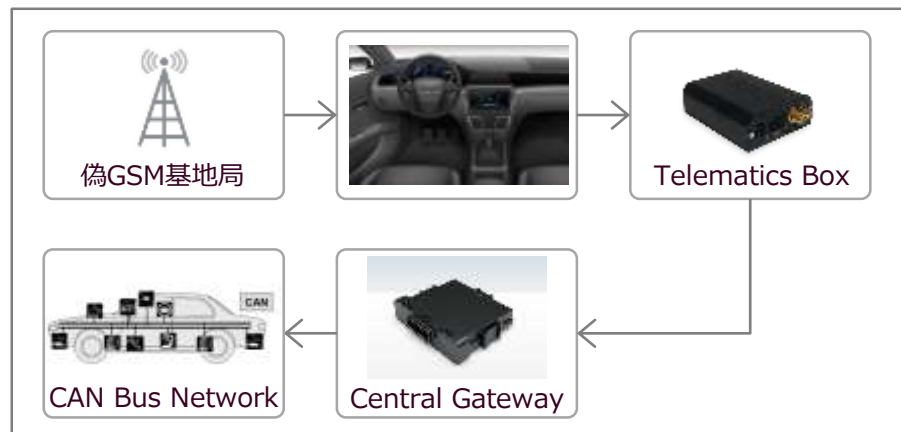 偽GSM基地局
Telematics Box
CAN
CAN Bus Network
Central Gateway